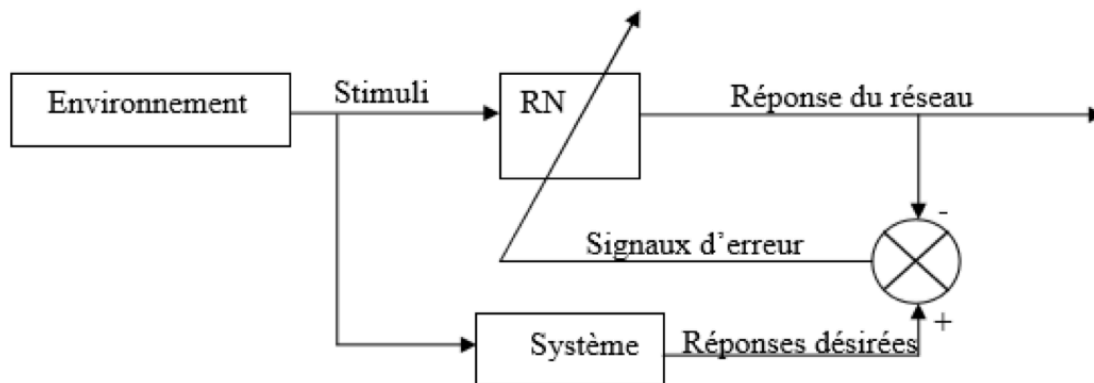 Environnement
Stimuli
RN
Réponse du réseau
-
Signaux d’erreur
+
Système
Réponses désirées